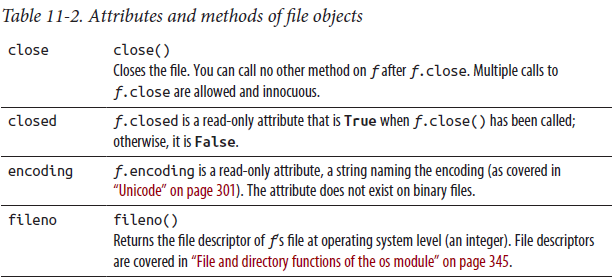 Table 11-2. Attributes and methods of file objects
close close()
Closes the file. You can call no other method on f after f.close. Multiple calls to
f.close are allowed and innocuous.
closed f.closed is a read-only attribute that is True when f.close() has been called;
otherwise, it is False.
encoding f.encoding is a read-only attribute, a string naming the encoding (as covered in
“Unicode” on page 301). The attribute does not exist on binary files.
fileno fileno()
Returns the file descriptor of f’s file at operating system level (an integer). File descriptors
are covered in “File and directory functions of the os module” on page 345.